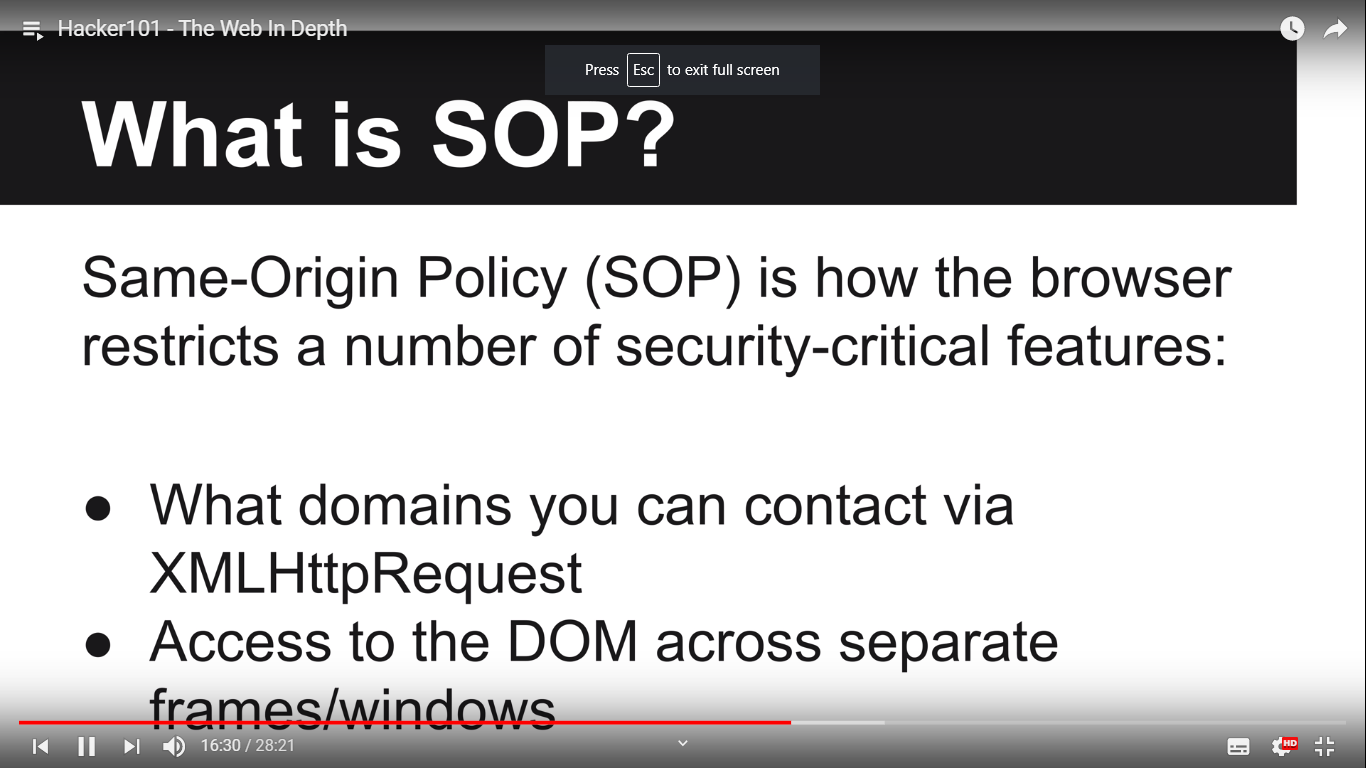 Hacker101 - The Web In Depth
Press Esc to exit full screen
What is SOP?
Same-Origin Policy (SOP) is how the browser
restricts a number of security-critical features:
● What domains you can contact via
XMLHttpRequest
● Access to the DOM across separate
frames/windows
16:30 / 28:21
HD